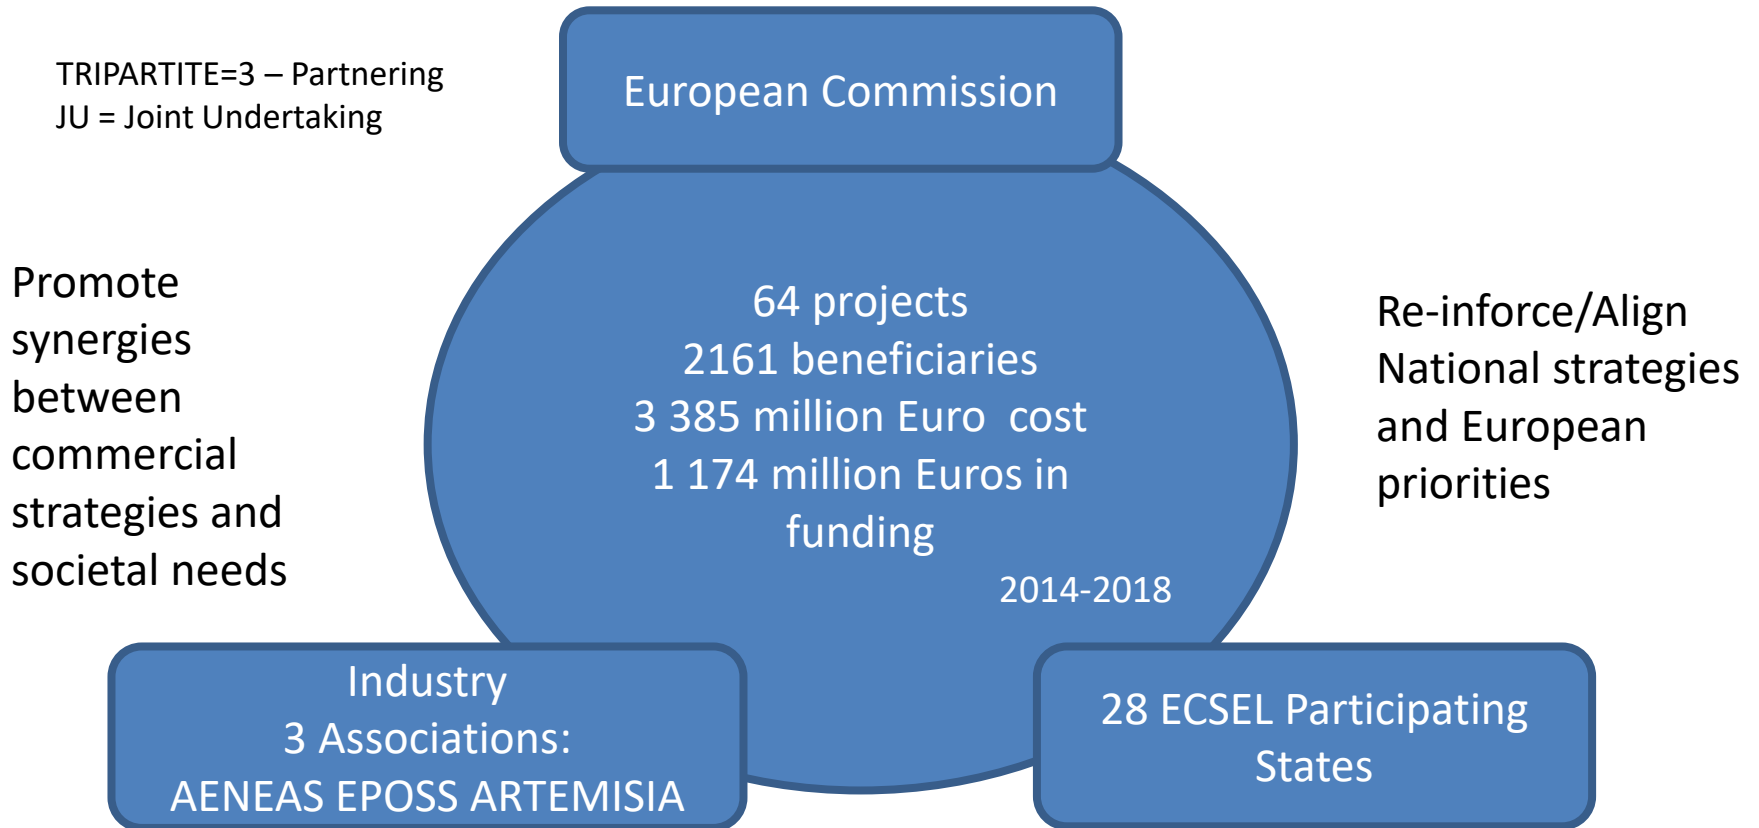 TRIPARTITE=3 – Partnering
JU = Joint Undertaking
European Commission
Promote
synergies
between
commercial
strategies and
societal needs
64 projects
2161 beneficiaries
3 385 million Euro  cost
1 174 million Euros in
funding
2014-2018
Re-inforce/Align
National strategies
and European
priorities
Industry
3 Associations:
AENEAS EPOSS ARTEMISIA
28 ECSEL Participating
States